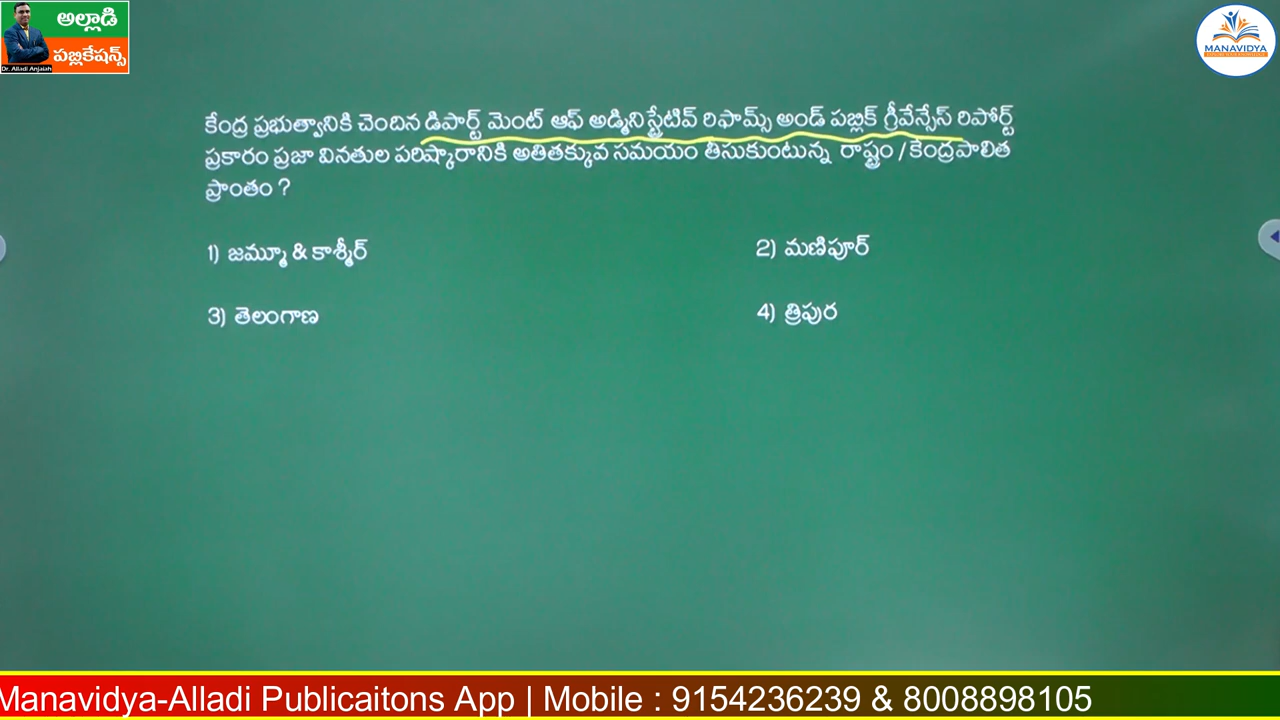 అల్లాడి
పబ్లికేషన్స్
Dr. Alladi Anjaiah
MANAVIDYA
కేంద్ర ప్రభుత్వానికి చెందిన డిపార్ట్ మెంట్ ఆఫ్ అడ్మినిస్ట్రేటివ్ రిఫామ్స్ అండ్ పబ్లిక్ గ్రీవేన్సేస్ రిపోర్ట్
ప్రకారం ప్రజా వినతుల పరిష్కారానికి అతితక్కువ సమయం తీసుకుంటున్న రాష్ట్రం / కేంద్రపాలిత
ప్రాంతం ?
1) జమ్మూ & కాశ్మీర్ 2) మణిపూర్
3) తెలంగాణ 4) త్రిపుర
Manavidya-Alladi Publicaitons App | Mobile : 9154236239 & 8008898105